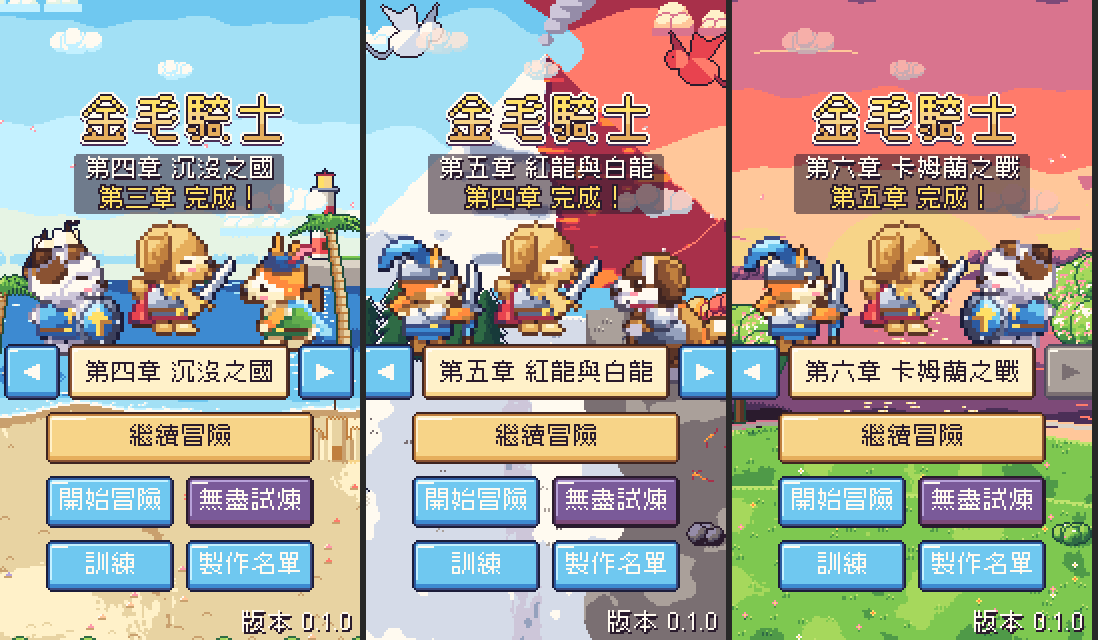 金毛騎士
第四章 沉沒之國
第三章 完成！
第四章 沉沒之國
繼續冒險
開始冒險
無盡試煉
訓練
製作名單
版本 0.1.0
金毛騎士
第五章 紅龍與白龍
第四章 完成！
第五章 紅龍與白龍
繼續冒險
開始冒險
無盡試煉
訓練
製作名單
版本 0.1.0
金毛騎士
第六章 卡姆蘭之戰
第五章 完成！
第六章 卡姆蘭之戰
繼續冒險
開始冒險
無盡試煉
訓練
製作名單
版本 0.1.0